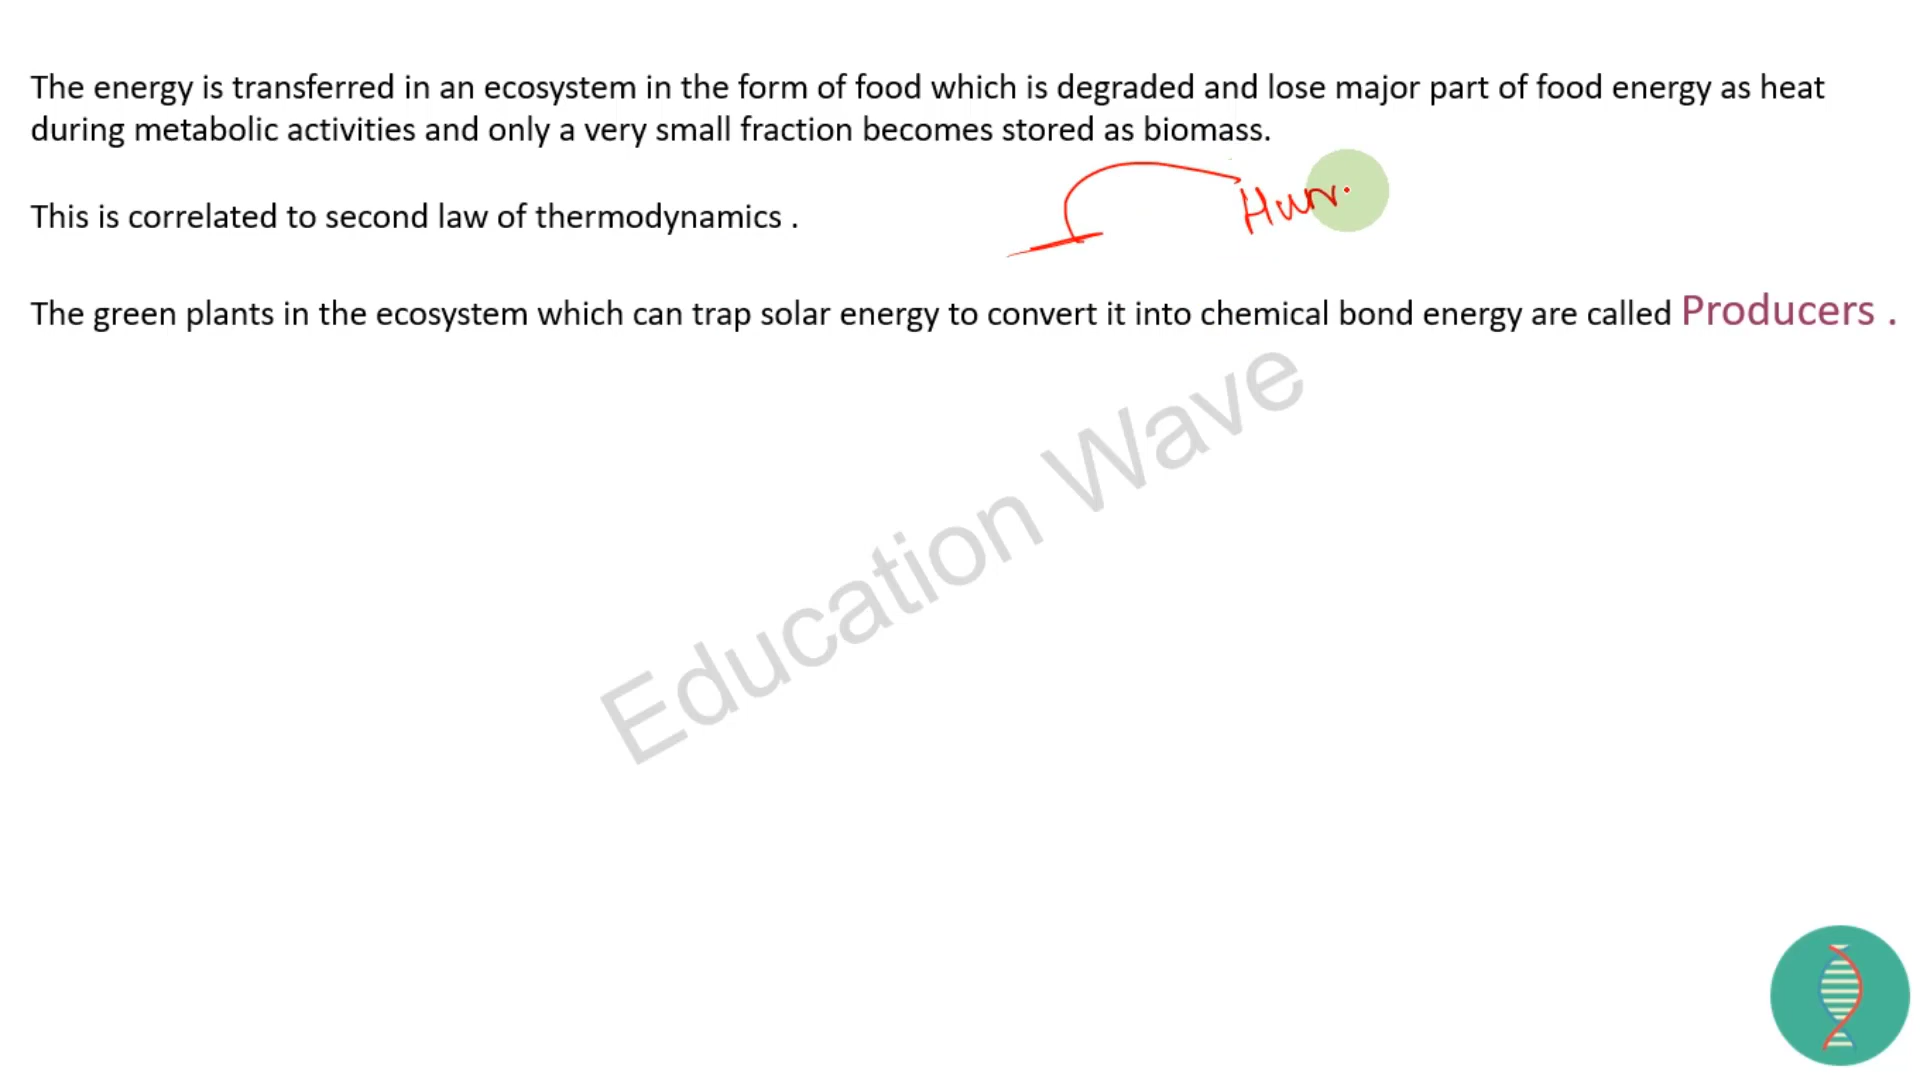 The energy is transferred in an ecosystem in the form of food which is degraded and lose major part of food energy as heat
during metabolic activities and only a very small fraction becomes stored as biomass.
This is correlated to second law of thermodynamics .
Hum
The green plants in the ecosystem which can trap solar energy to convert it into chemical bond energy are called Producers .
Education Wave